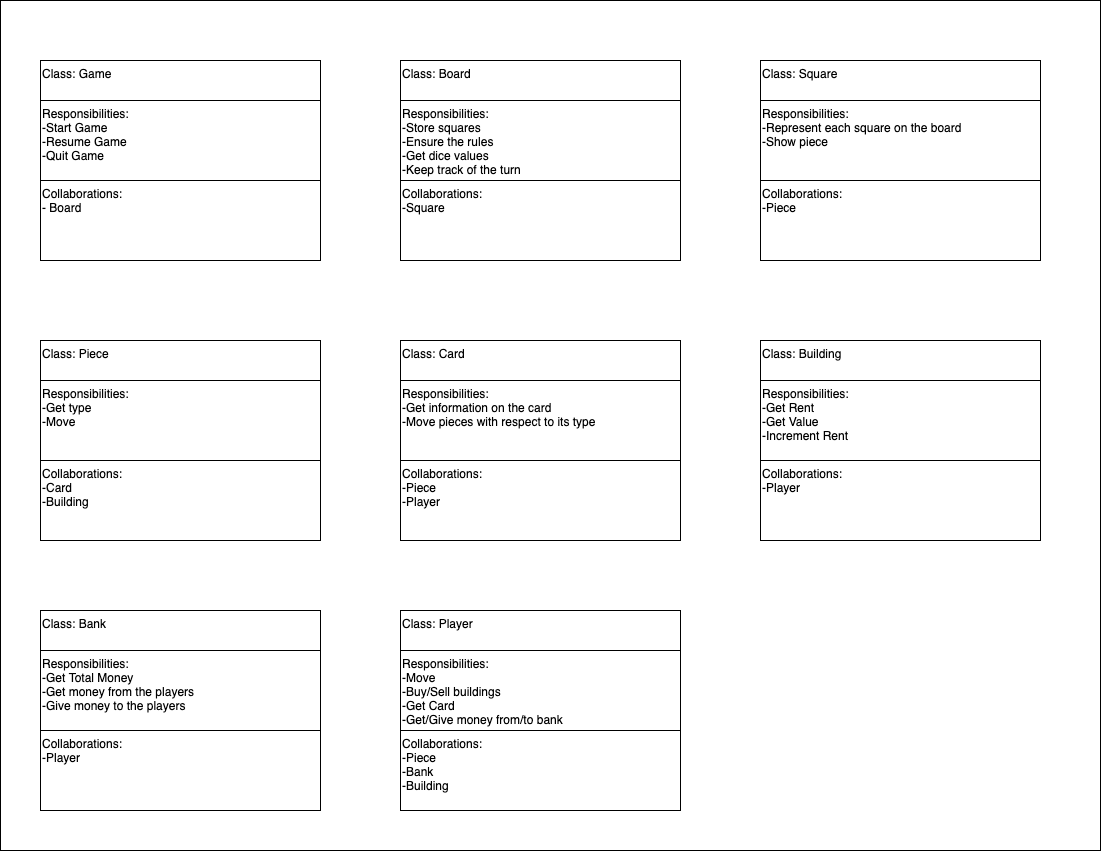 Class: Game
Responsibilities:
-Start Game
-Resume Game
-Quit Game
Collaborations:
- Board
Class: Board
Responsibilities:
-Store squares
-Ensure the rules
-Get dice values
-Keep track of the turn
Collaborations:
-Square
Class: Square
Responsibilities:
-Represent each square on the board
-Show piece
Collaborations:
-Piece
Class: Piece
Responsibilities:
-Get type
-Move
Collaborations:
-Card
-Building
Class: Card
Responsibilities:
-Get information on the card
-Move pieces with respect to its type
Collaborations:
-Piece
-Player
Class: Building
Responsibilities:
-Get Rent
-Get Value
-Increment Rent
Collaborations:
-Player
Class: Bank
Responsibilities:
-Get Total Money
-Get money from the players
-Give money to the players
Collaborations:
-Player
Class: Player
Responsibilities:
-Move
-Buy/Sell buildings
-Get Card
-Get/Give money from/to bank
Collaborations:
-Piece
-Bank
-Building